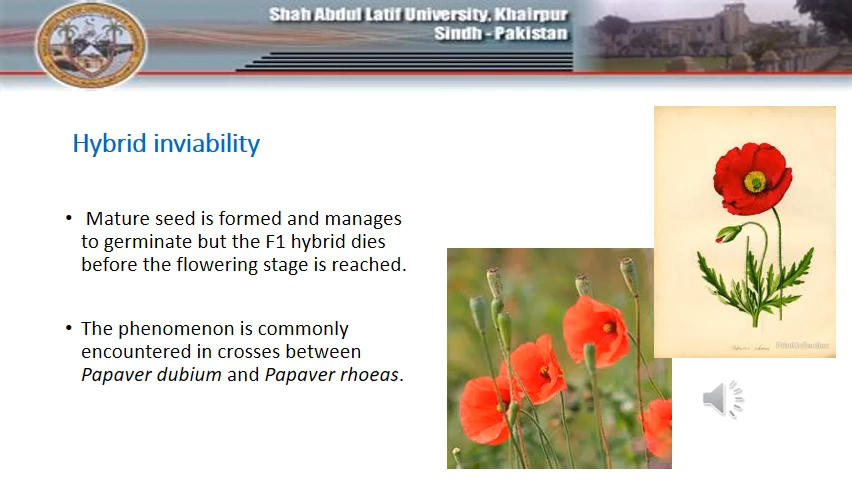 Shah Abdul Latif University, Khairpur
Sindh - Pakistan
Hybrid inviability
• Mature seed is formed and manages
to germinate but the F1 hybrid dies
before the flowering stage is reached.
• The phenomenon is commonly
encountered in crosses between
Papaver dubium and Papaver rhoeas.